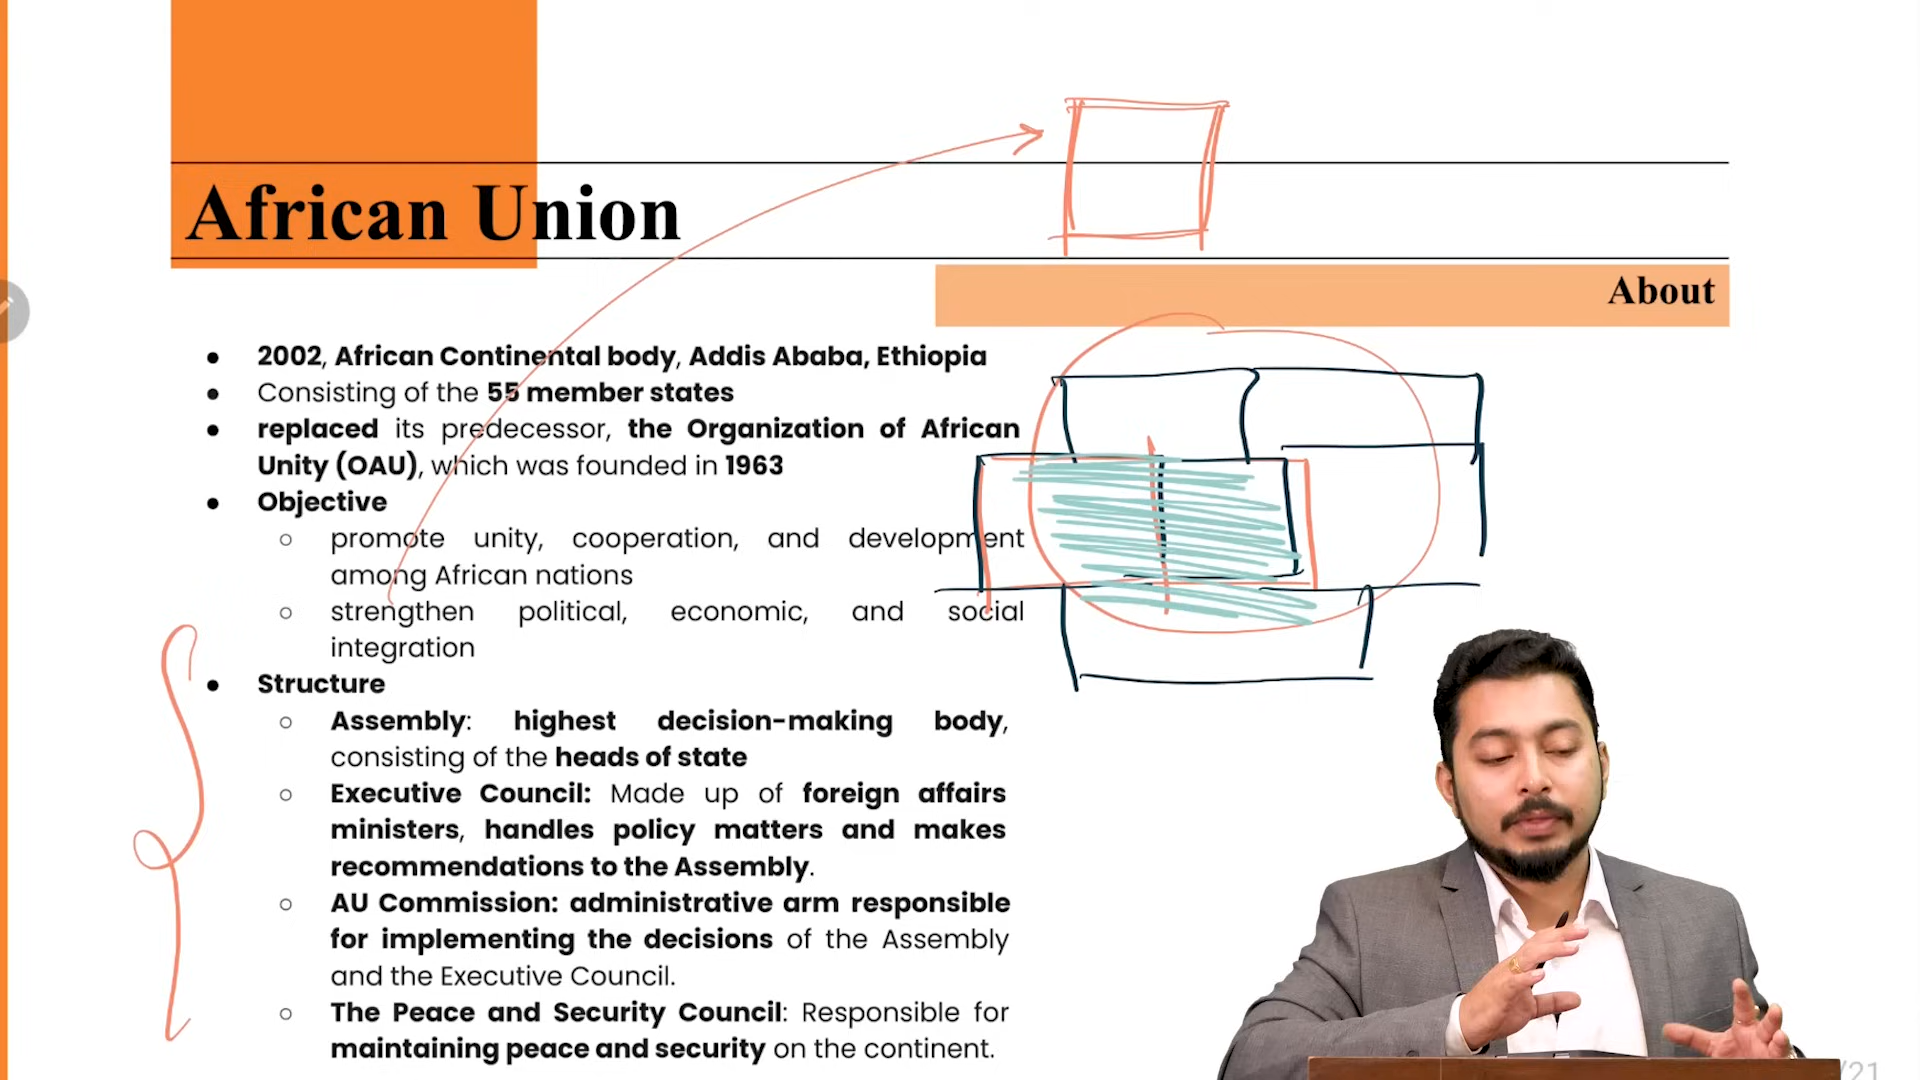 African Union
About
● 2002, African Continental body, Addis Ababa, Ethiopia
● Consisting of the 55 member states
● replaced its predecessor, the Organization of African
Unity (OAU), which was founded in 1963
● Objective
○ promote unity, cooperation, and development
among African nations
○ strengthen political, economic, and social
integration
● Structure
○ Assembly: highest decision-making body,
consisting of the heads of state
○ Executive Council: Made up of foreign affairs
ministers, handles policy matters and makes
recommendations to the Assembly.
○ AU Commission: administrative arm responsible
for implementing the decisions of the Assembly
and the Executive Council.
○ The Peace and Security Council: Responsible for
maintaining peace and security on the continent.
/21